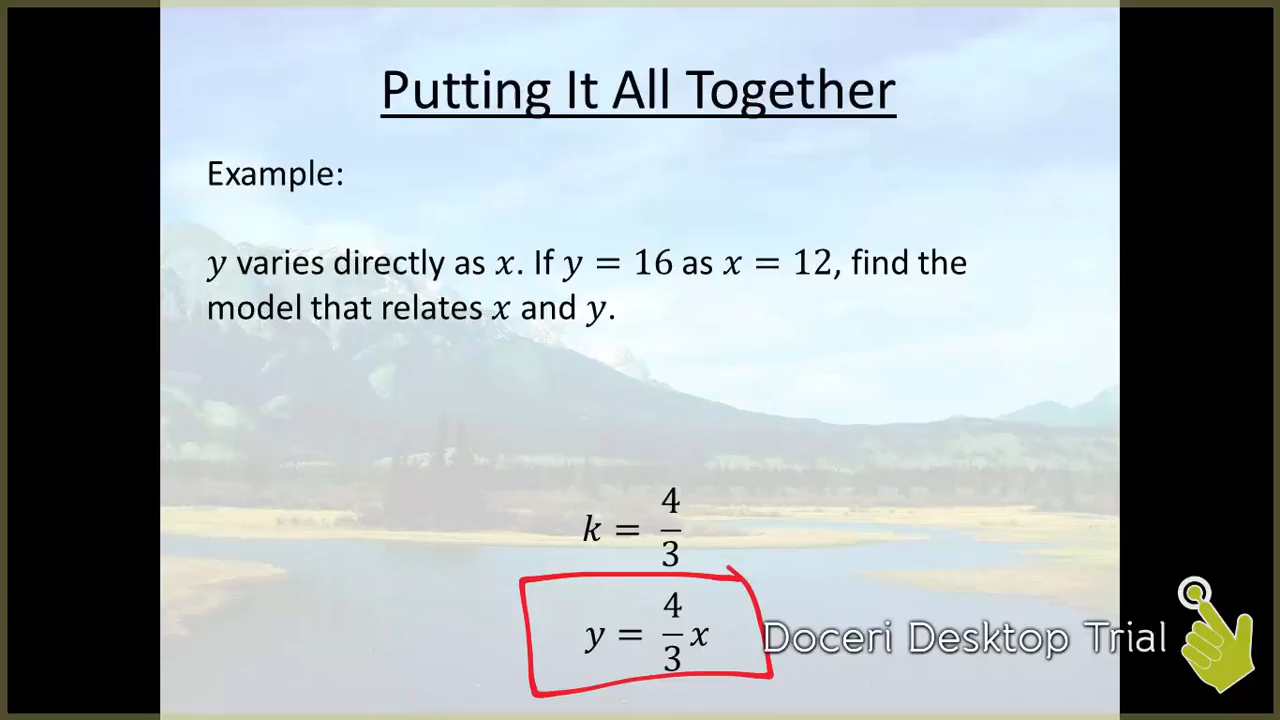 Putting It All Together
Example:
𝑦 varies directly as 𝑥. If 𝑦 = 16 as 𝑥 = 12, find the
model that relates 𝑥 and 𝑦.
𝑘 = 4/3
𝑦 = 4/3 𝑥
Doceri Desktop Trial